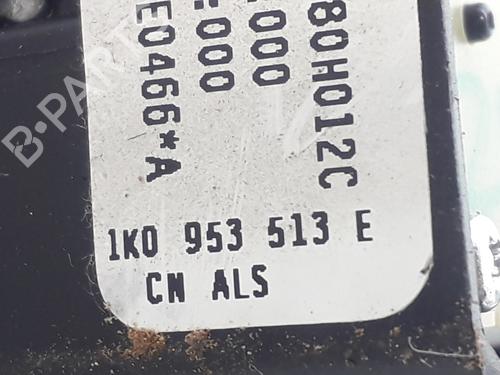 80H012C
000
000
E0466*A
1K0 953 513 E
CN ALS
B-PARTS